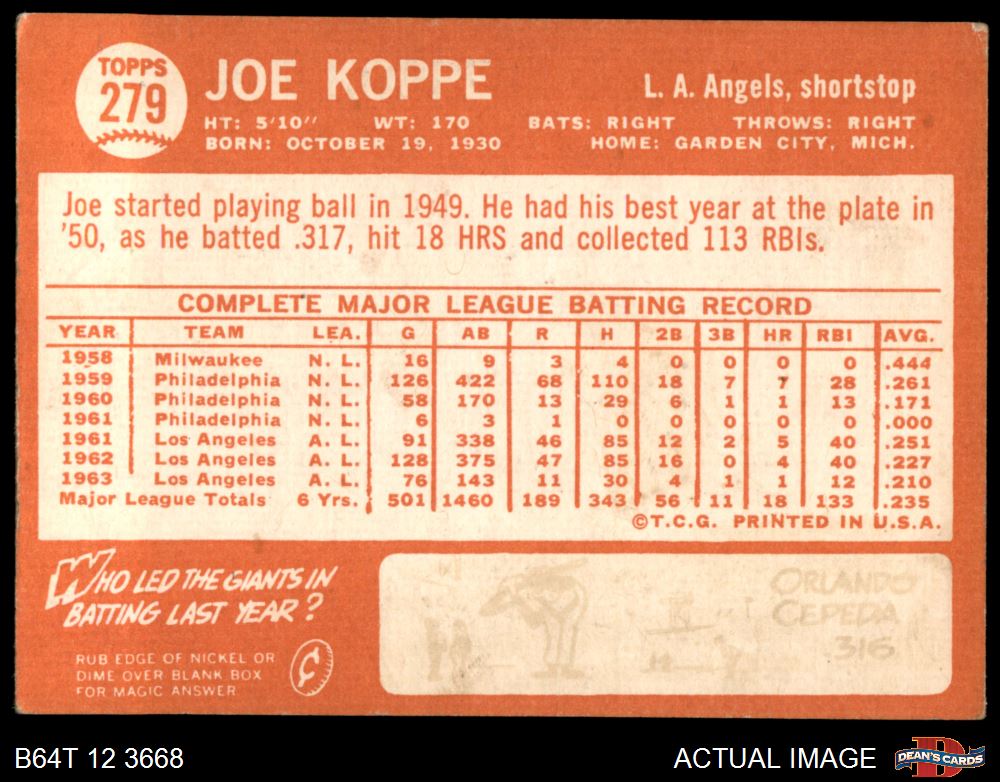 TOPPS
279
JOE KOPPE
L. A. Angels, shortstop
HT: 5'10" WT: 170 BATS: RIGHT THROWS: RIGHT
BORN: OCTOBER 19, 1930 HOME: GARDEN CITY, MICH.
Joe started playing ball in 1949. He had his best year at the plate in
'50, as he batted .317, hit 18 HRS and collected 113 RBIs.
COMPLETE MAJOR LEAGUE BATTING RECORD
YEAR TEAM LEA. G AB R H 2B 3B HR RBI AVG.
1958 Milwaukee N. L. 16 9 3 4 0 0 0 0 .444
1959 Philadelphia N. L. 126 422 68 110 18 7 7 28 .261
1960 Philadelphia N. L. 58 170 13 29 6 1 1 13 .171
1961 Philadelphia N. L. 6 3 1 0 0 0 0 0 .000
1961 Los Angeles A. L. 91 338 46 85 12 2 5 40 .251
1962 Los Angeles A. L. 128 375 47 85 16 0 4 40 .227
1963 Los Angeles A. L. 76 143 11 30 4 1 1 12 .210
Major League Totals 6 Yrs. 501 1460 189 343 56 11 18 133 .235
©T.C.G. PRINTED IN U.S.A.
WHO LED THE GIANTS IN
BATTING LAST YEAR?
RUB EDGE OF NICKEL OR
DIME OVER BLANK BOX
FOR MAGIC ANSWER
ORLANDO
CEPEDA
.316
B64T 12 3668
ACTUAL IMAGE
D
DEAN'S CARDS